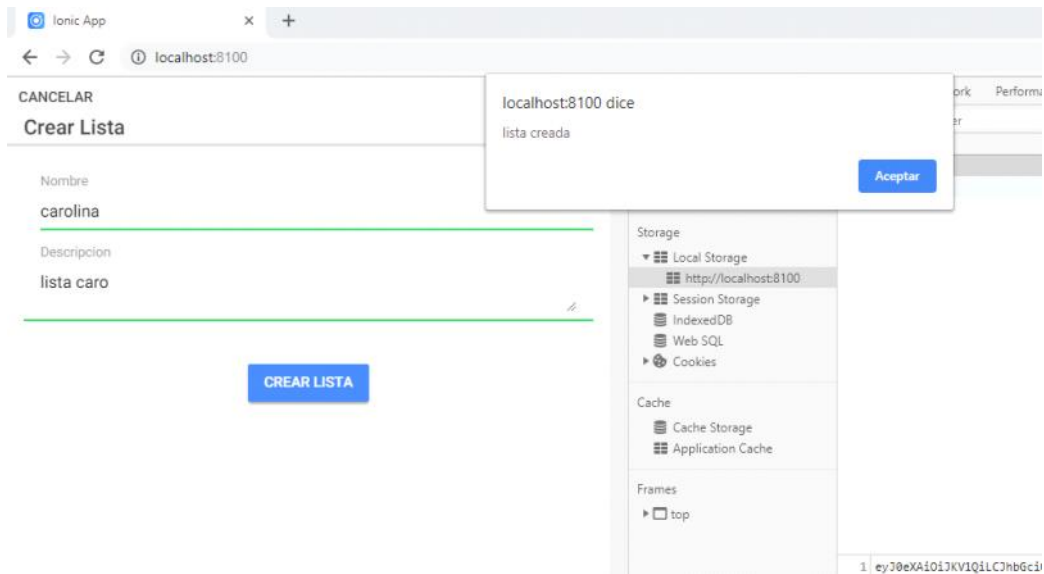 Ionic App
localhost:8100
CANCELAR
Crear Lista
Nombre
carolina
Descripcion
lista caro
CREAR LISTA
localhost:8100 dice
lista creada
Aceptar
Performa
Storage
Local Storage
http://localhost:8100
Session Storage
IndexedDB
Web SQL
Cookies
Cache
Cache Storage
Application Cache
Frames
top
1